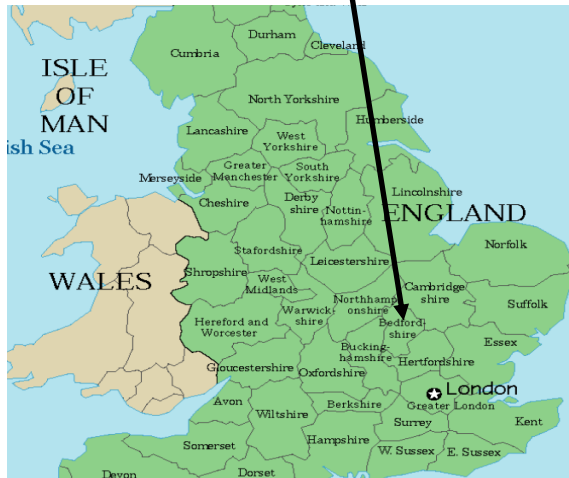 Durham
Cleveland
Cumbria
ISLE
OF
MAN
North Yorkshire
Humberside
Lancashire
West
Yorkshire
ish Sea
Greater
Manchester
South
Yorkshire
Merseyside
Lincolnshire
Cheshire
Derby
shire
Nottin-
hamshire
ENGLAND
Norfolk
Stafordshire
Leicestershire
Shropshire
WALES
West
Midlands
Cambridge
shire
Suffolk
Northhamp
onshire
Hereford and
Worcester
Warwick-
shire
Bedford-
shire
Essex
Bucking-
hamshire
Hertfordshire
Gloucestershire
Oxfordshire
London
Avon
Berkshire
Greater London
Wiltshire
Surrey
Kent
Somerset
Hampshire
W. Sussex
E. Sussex
Devon
Dorset